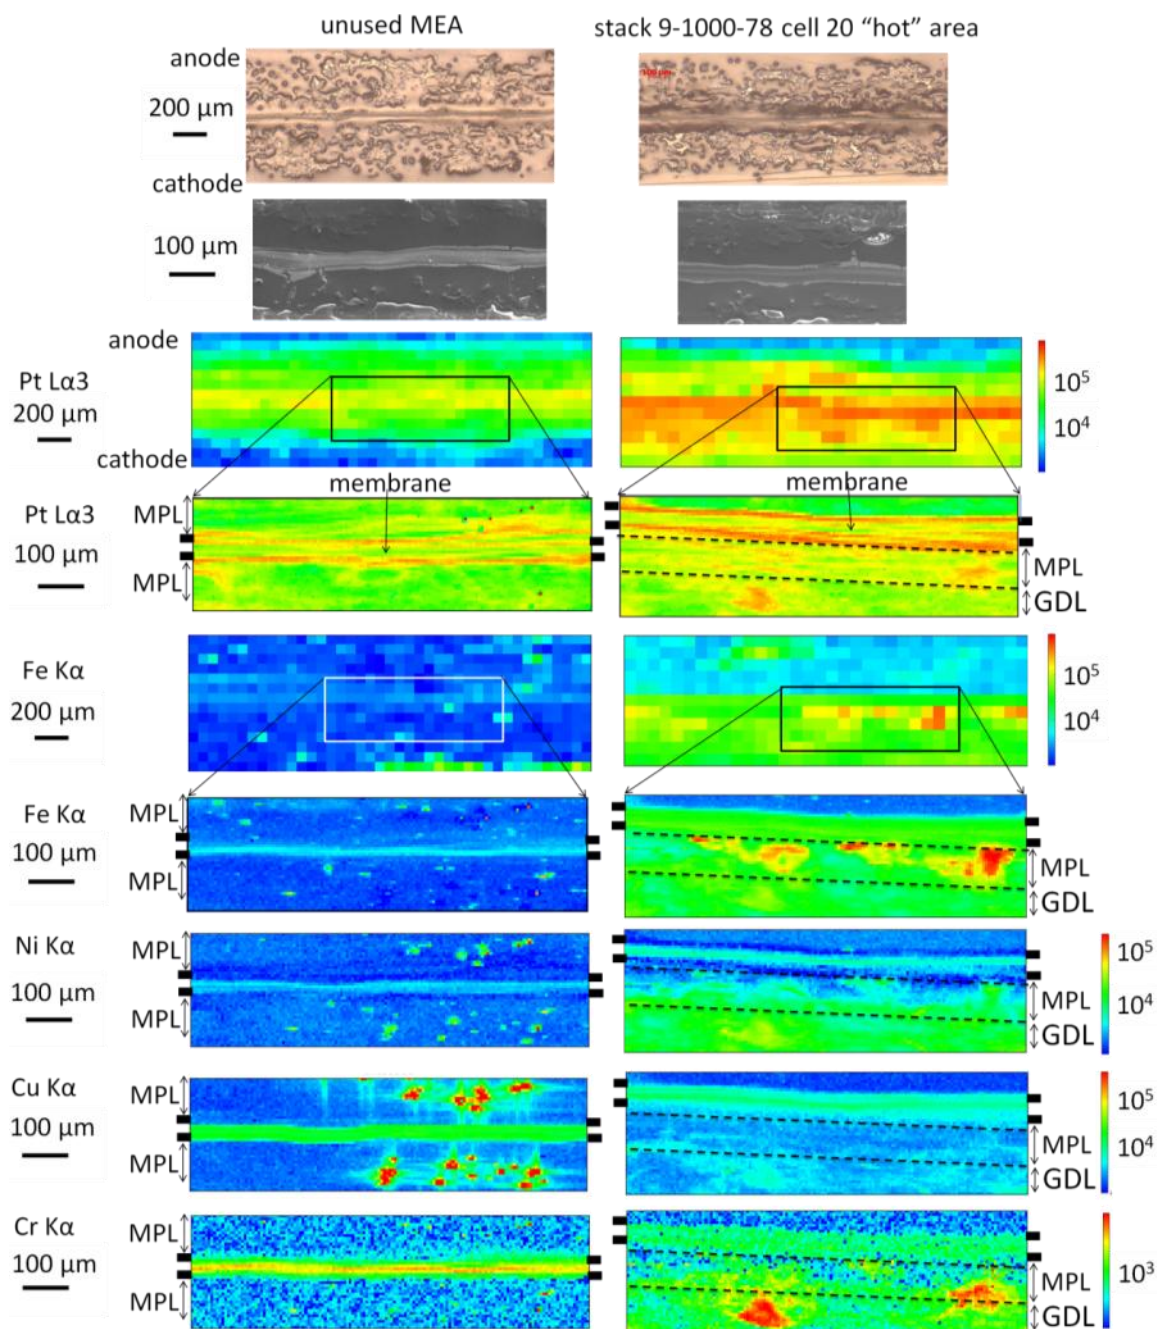 unused MEA
stack 9-1000-78 cell 20 “hot” area
anode
200 µm
cathode
100 µm
anode
Pt Lα3
200 µm
cathode
10⁵
10⁴
membrane
membrane
Pt Lα3
100 µm
MPL
MPL
MPL
GDL
Fe Kα
200 µm
10⁵
10⁴
Fe Kα
100 µm
MPL
MPL
MPL
GDL
Ni Kα
100 µm
MPL
MPL
MPL
GDL
10⁵
10⁴
Cu Kα
100 µm
MPL
MPL
MPL
GDL
10⁵
10⁴
Cr Kα
100 µm
MPL
MPL
MPL
GDL
10³